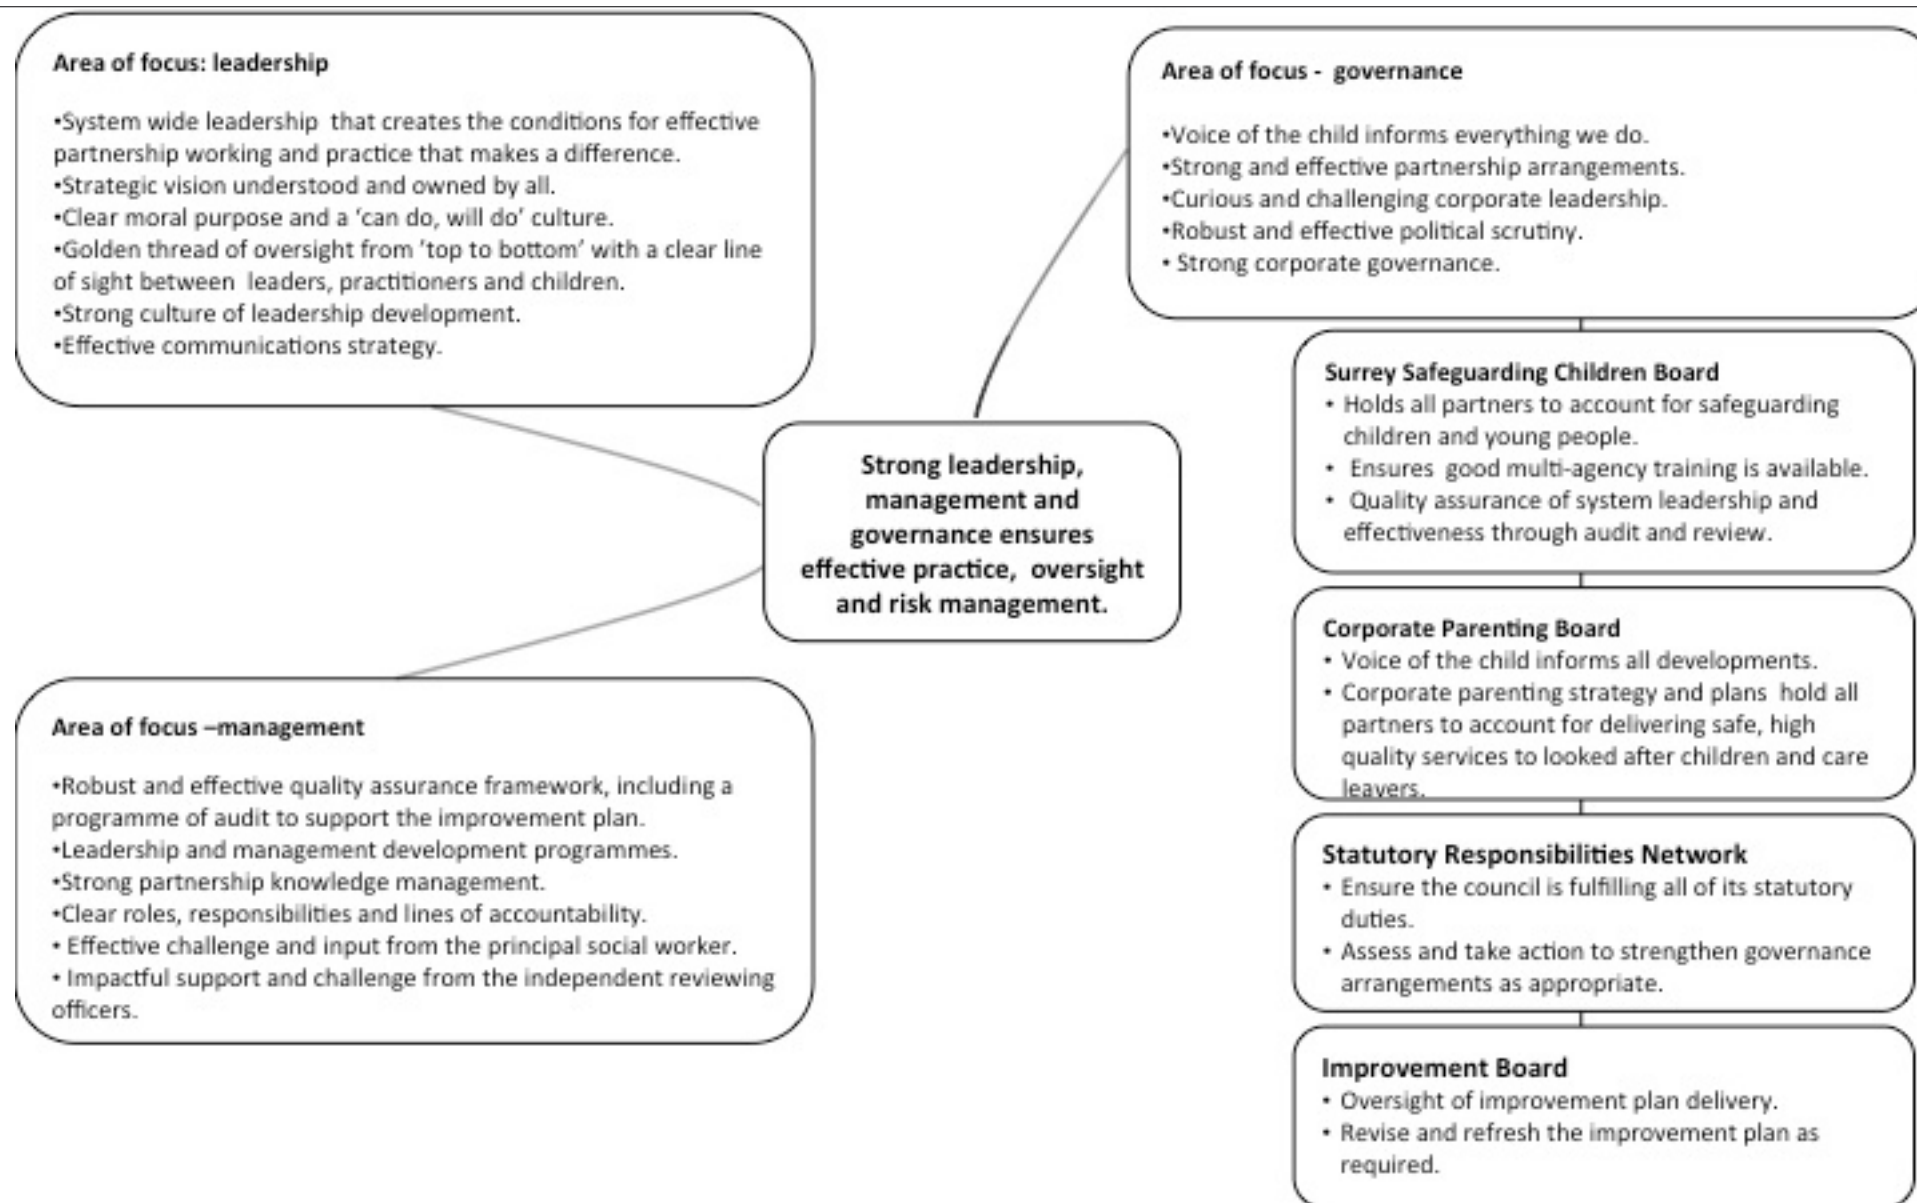 Area of focus: leadership
•System wide leadership  that creates the conditions for effective
partnership working and practice that makes a difference.
•Strategic vision understood and owned by all.
•Clear moral purpose and a ‘can do, will do’ culture.
•Golden thread of oversight from ‘top to bottom’ with a clear line
of sight between  leaders, practitioners and children.
•Strong culture of leadership development.
•Effective communications strategy.
Area of focus -  governance
•Voice of the child informs everything we do.
•Strong and effective partnership arrangements.
•Curious and challenging corporate leadership.
•Robust and effective political scrutiny.
• Strong corporate governance.
Strong leadership,
management and
governance ensures
effective practice,  oversight
and risk management.
Surrey Safeguarding Children Board
• Holds all partners to account for safeguarding
children and young people.
•  Ensures  good multi-agency training is available.
•  Quality assurance of system leadership and
effectiveness through audit and review.
Corporate Parenting Board
• Voice of the child informs all developments.
• Corporate parenting strategy and plans  hold all
partners to account for delivering safe, high
quality services to looked after children and care
leavers.
Statutory Responsibilities Network
• Ensure the council is fulfilling all of its statutory
duties.
• Assess and take action to strengthen governance
arrangements as appropriate.
Improvement Board
• Oversight of improvement plan delivery.
• Revise and refresh the improvement plan as
required.
Area of focus –management
•Robust and effective quality assurance framework, including a
programme of audit to support the improvement plan.
•Leadership and management development programmes.
•Strong partnership knowledge management.
•Clear roles, responsibilities and lines of accountability.
• Effective challenge and input from the principal social worker.
• Impactful support and challenge from the independent reviewing
officers.